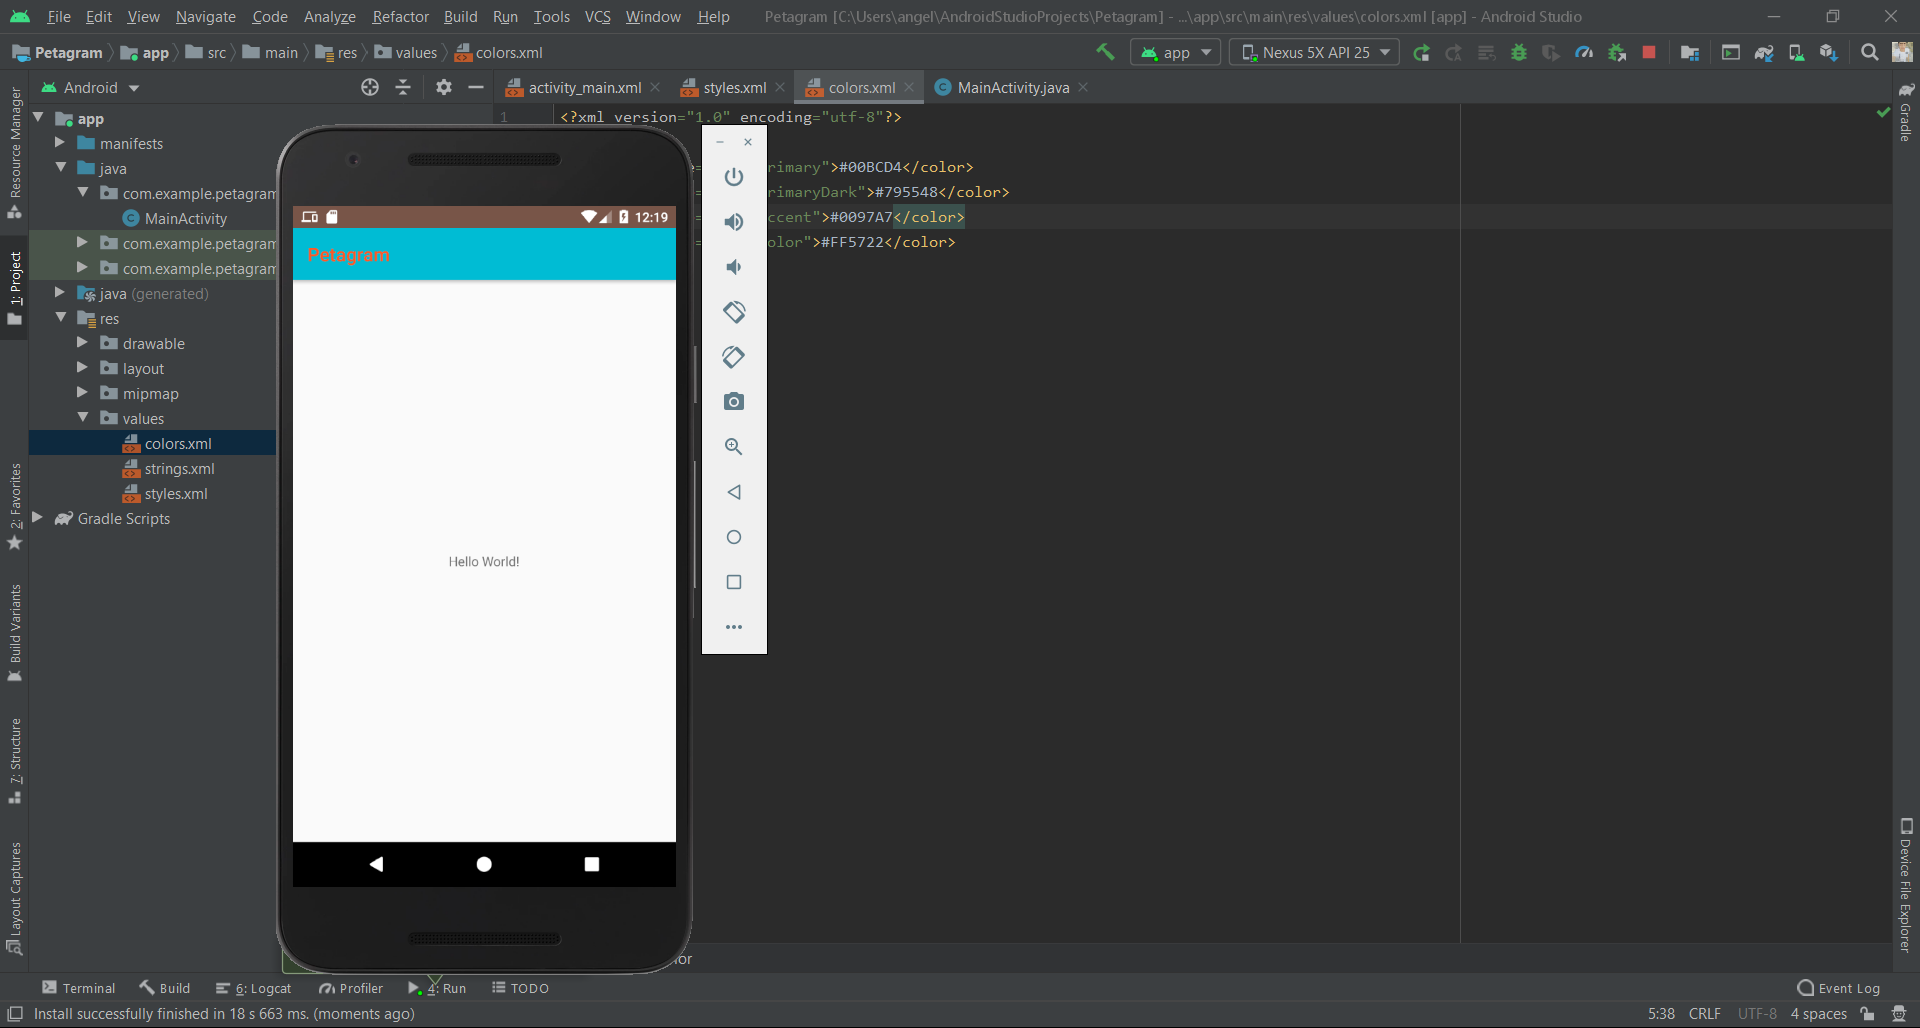 File Edit View Navigate Code Analyze Refactor Build Run Tools VCS Window Help Petagram [C:\Users\angel\AndroidStudioProjects\Petagram] - ...\app\src\main\res\values\colors.xml [app] - Android Studio
Petagram app src main res values colors.xml app Nexus 5X API 25
Android activity_main.xml styles.xml colors.xml MainActivity.java
Resource Manager
1: Project
2: Favorites
Build Variants
7: Structure
Layout Captures
app
manifests
java
com.example.petagram
MainActivity
com.example.petagram
com.example.petagram
java (generated)
res
drawable
layout
mipmap
values
colors.xml
strings.xml
styles.xml
Gradle Scripts
12:19
Petagram
Hello World!
1 <?xml version="1.0" encoding="utf-8"?>
rimary">#00BCD4</color>
=rimaryDark">#795548</color>
=ccent">#0097A7</color>
=olor">#FF5722</color>
Gradle
Device File Explorer
Terminal Build 6: Logcat Profiler 4: Run TODO Event Log
Install successfully finished in 18 s 663 ms. (moments ago) 5:38 CRLF UTF-8 4 spaces